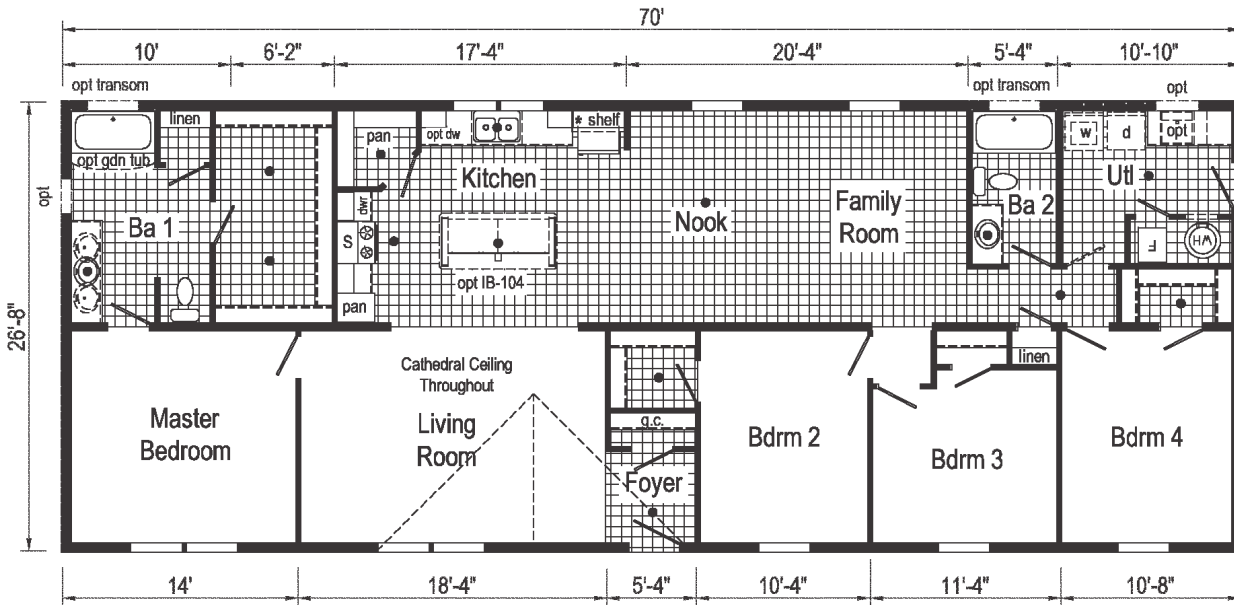 70'
10'
6'-2"
17'-4"
20'-4"
5'-4"
10'-10"
opt transom
opt transom
opt
linen
pan
opt dw
* shelf
w
d
opt
opt gdn tub
Kitchen
Utl
opt
Ba 1
dwr
S
Nook
Family
Room
Ba 2
F
WH
opt IB-104
pan
26'-8"
linen
Cathedral Ceiling
Throughout
Master
Bedroom
Living
Room
g.c.
Bdrm 2
Bdrm 3
Bdrm 4
Foyer
14'
18'-4"
5'-4"
10'-4"
11'-4"
10'-8"